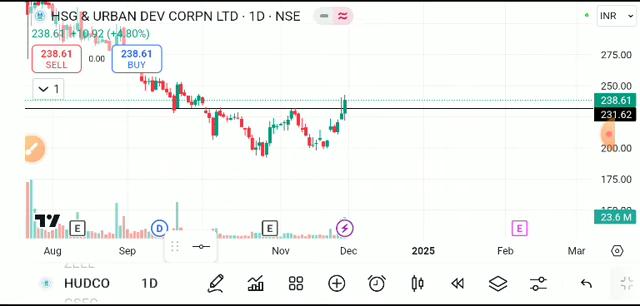 HSG & URBAN DEV CORPN LTD · 1D · NSE
INR
238.61 +10.92 (+4.80%)
238.61
SELL
0.00
238.61
BUY
275.00
250.00
1
238.61
231.62
200.00
175.00
150.00
23.6 M
E
D
E
E
Aug
Sep
Nov
Dec
2025
Feb
Mar
HUDCO 1D